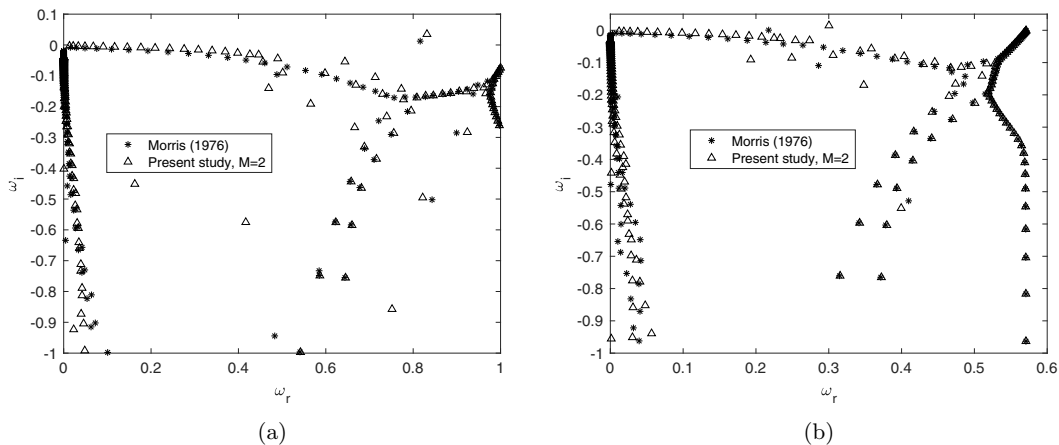 0
-0.1
-0.2
-0.3
-0.4
-0.5
-0.6
-0.7
-0.8
-0.9
-1
ω_i
Morris (1976)
Present study, M=2
0 0.2 0.4 0.6 0.8 1
ω_r
(a)
0
-0.1
-0.2
-0.3
-0.4
-0.5
-0.6
-0.7
-0.8
-0.9
-1
ω_i
Morris (1976)
Present study, M=2
0 0.1 0.2 0.3 0.4 0.5 0.6
ω_r
(b)